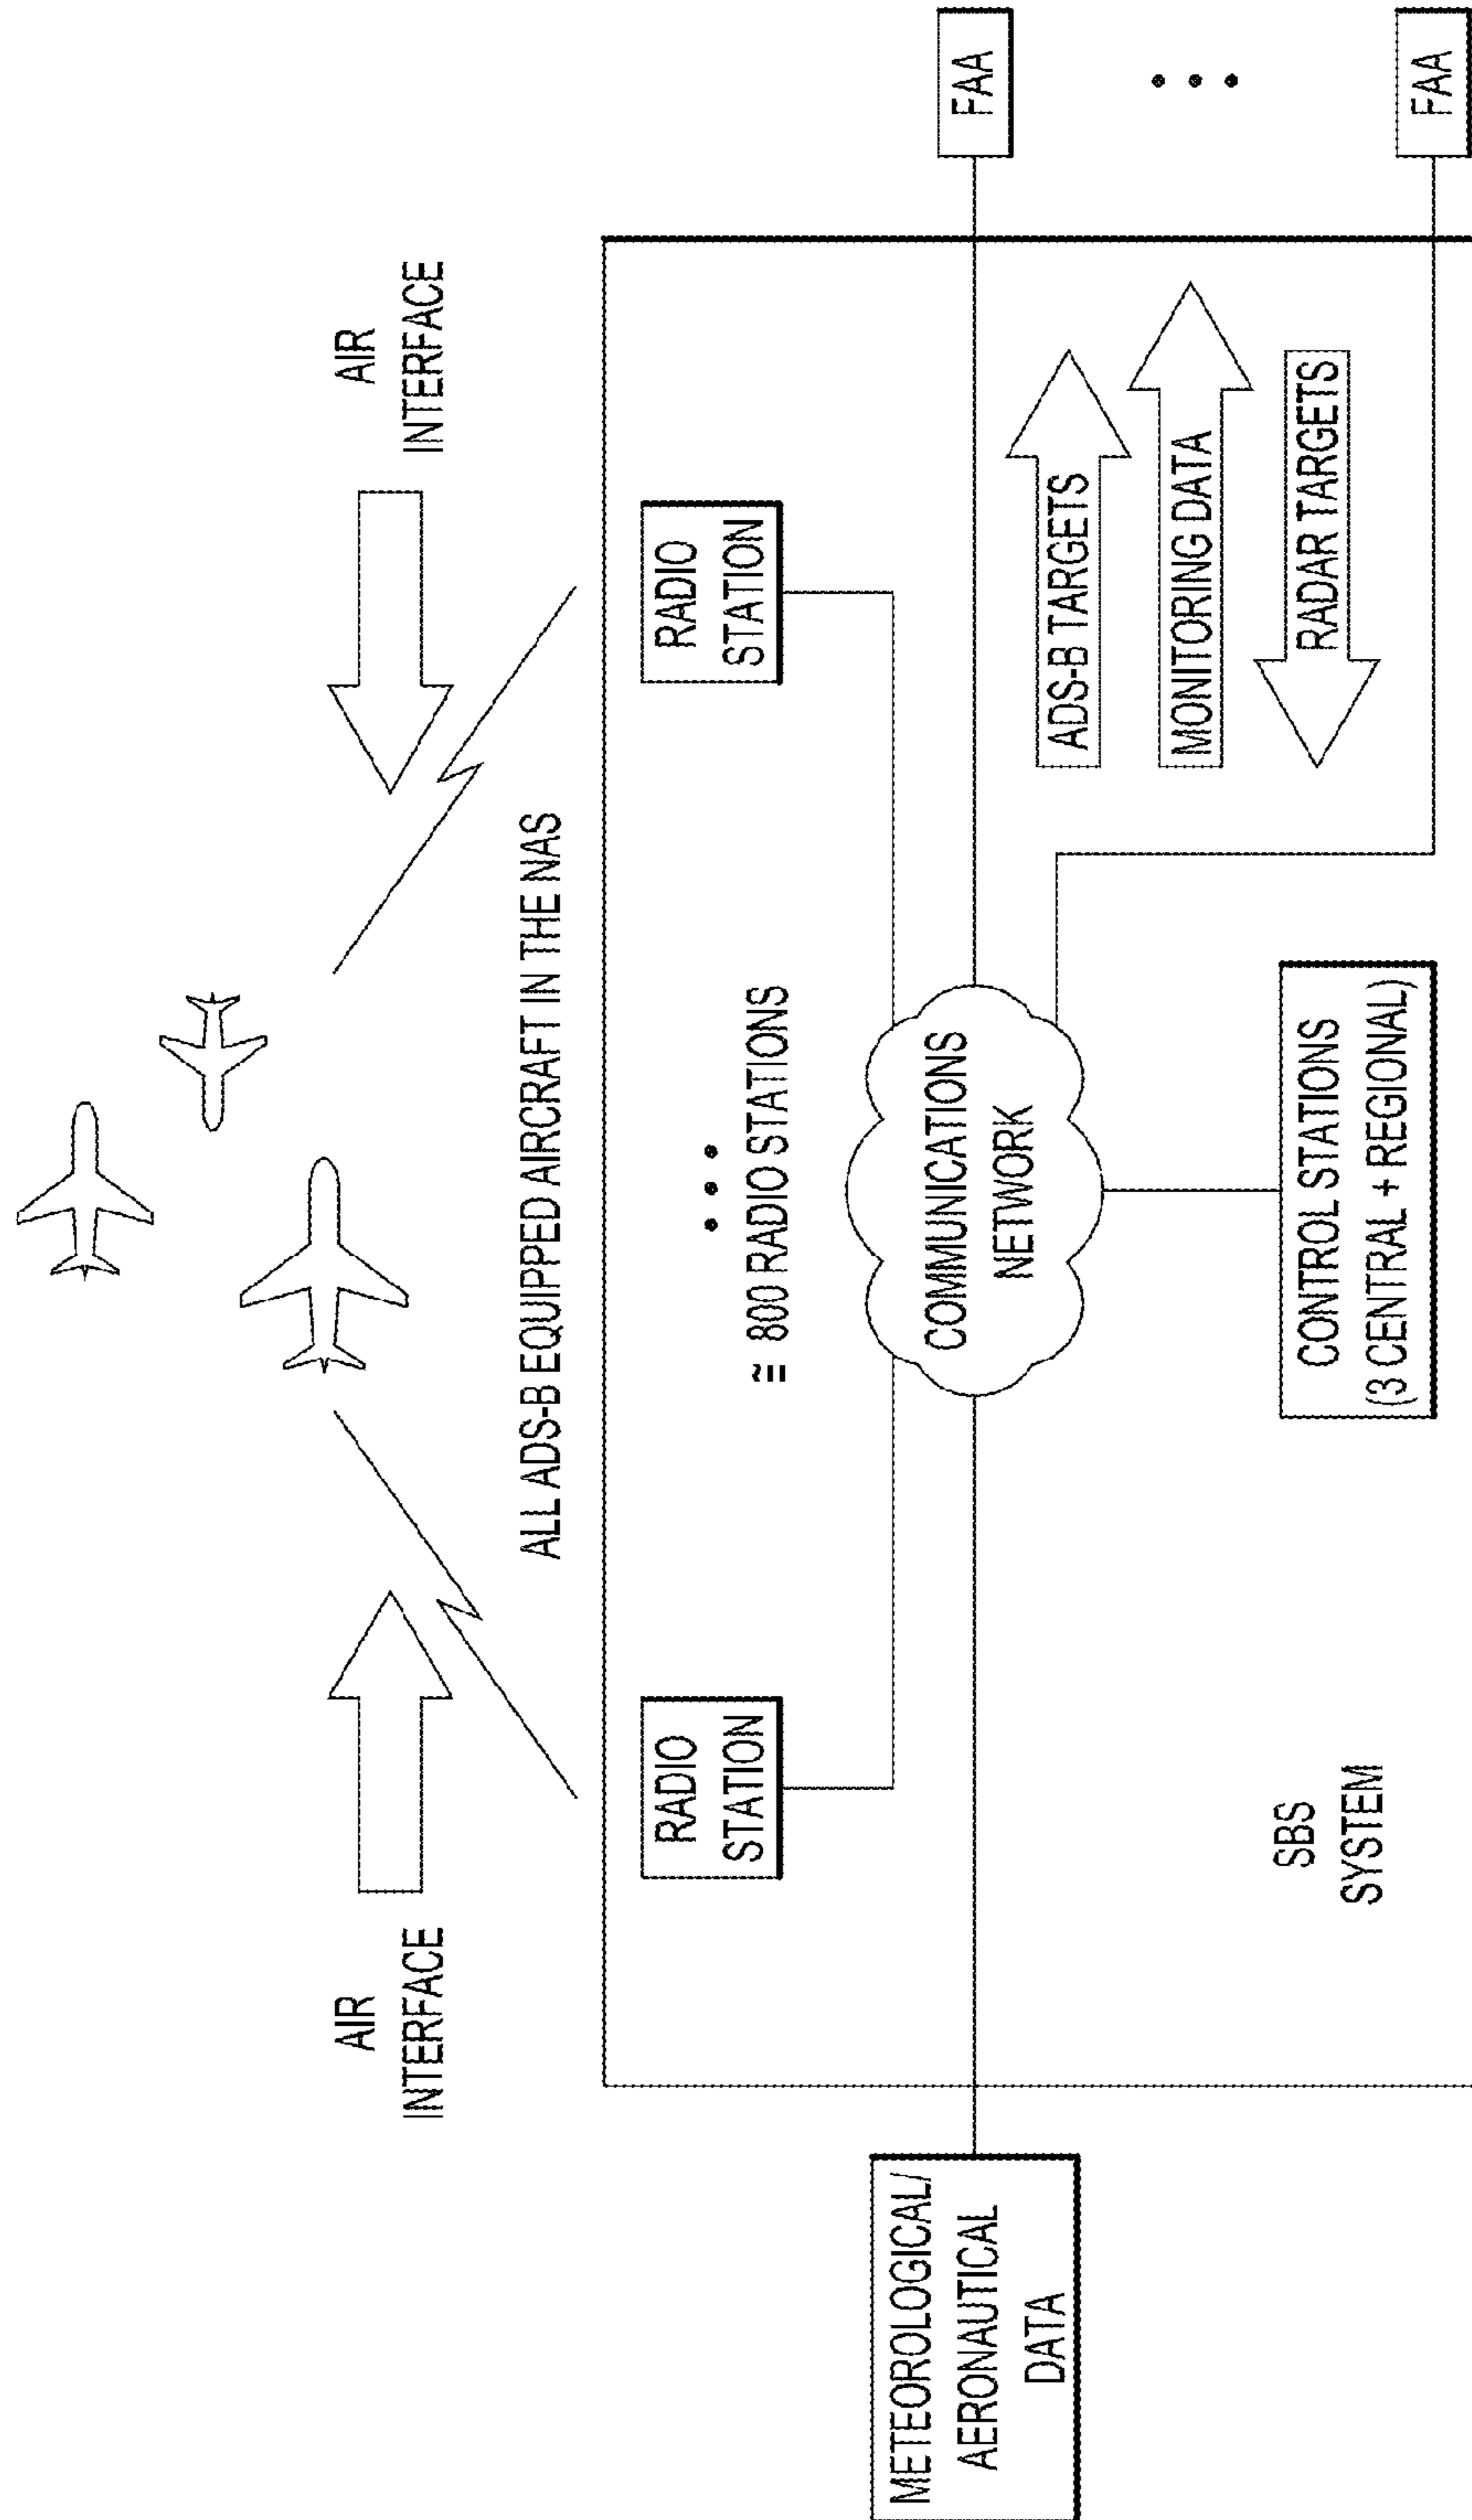 AIR
INTERFACE
AIR
INTERFACE
ALL ADS-B EQUIPPED AIRCRAFT IN THE NAS
RADIO
STATION
≅ 800 RADIO STATIONS
RADIO
STATION
METEOROLOGICAL/
AERONAUTICAL
DATA
COMMUNICATIONS
NETWORK
FAA
ADS-B TARGETS
MONITORING DATA
RADAR TARGETS
SBS
SYSTEM
CONTROL STATIONS
(3 CENTRAL + REGIONAL)
FAA